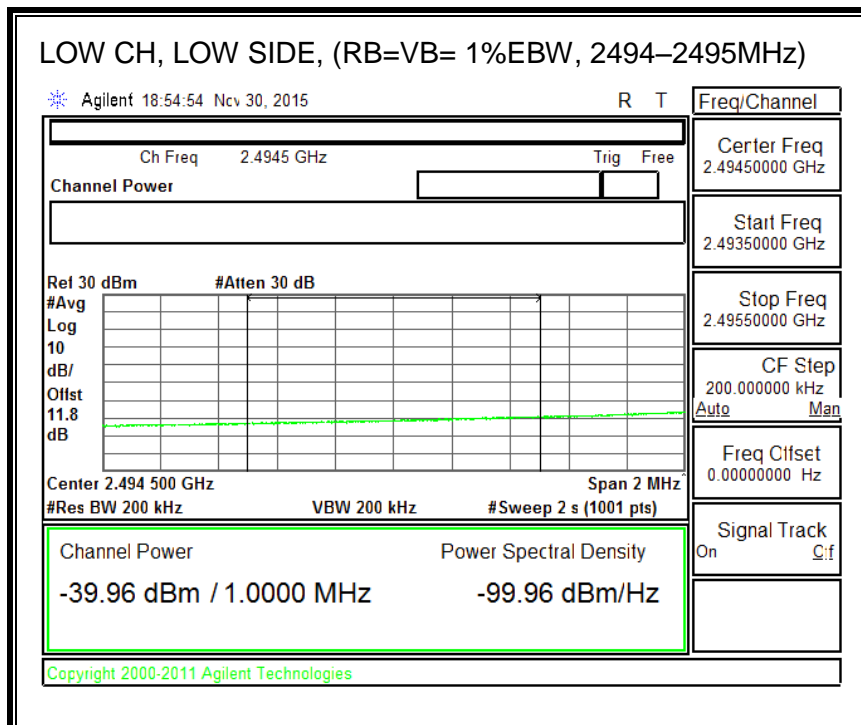 LOW CH, LOW SIDE, (RB=VB= 1%EBW, 2494–2495MHz)
Agilent 18:54:54 Nov 30, 2015 R T
Freq/Channel
Ch Freq 2.4945 GHz Trig Free
Channel Power
Center Freq
2.49450000 GHz
Start Freq
2.49350000 GHz
Stop Freq
2.49550000 GHz
CF Step
200.000000 kHz
Auto Man
Freq Offset
0.00000000 Hz
Signal Track
On Off
Ref 30 dBm #Atten 30 dB
#Avg
Log
10
dB/
Offst
11.8
dB
Center 2.494 500 GHz Span 2 MHz
#Res BW 200 kHz VBW 200 kHz #Sweep 2 s (1001 pts)
Channel Power Power Spectral Density
-39.96 dBm / 1.0000 MHz -99.96 dBm/Hz
Copyright 2000-2011 Agilent Technologies